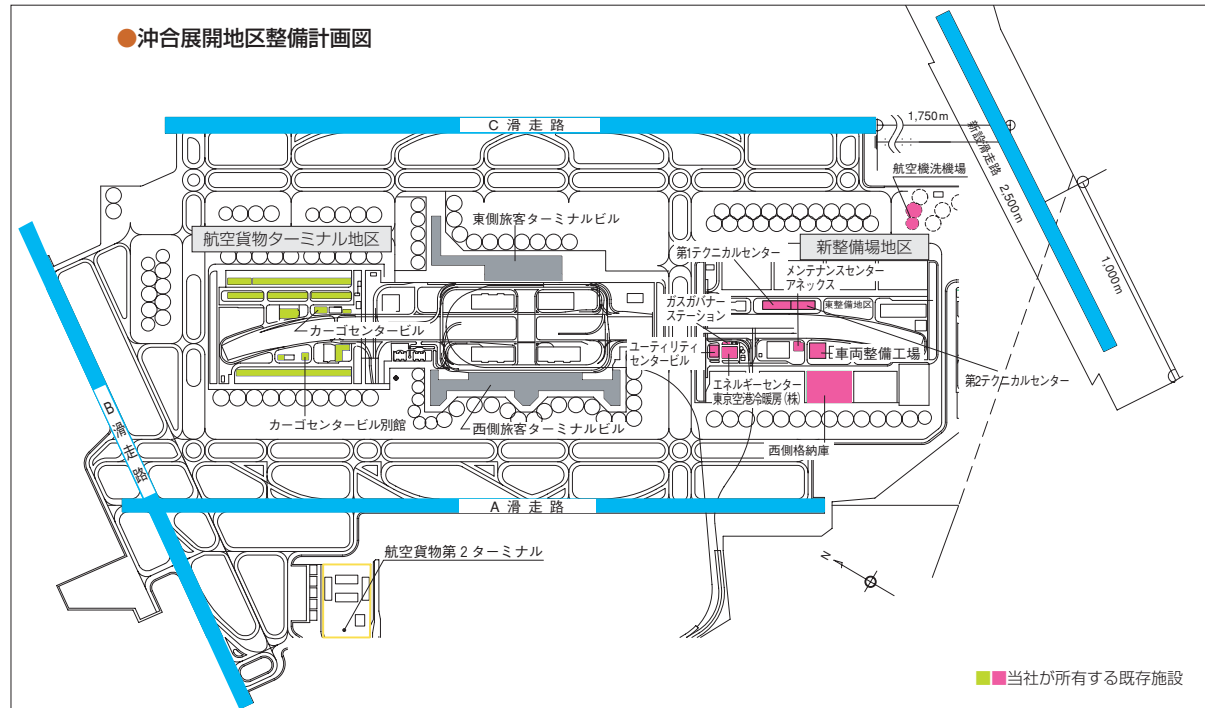 ●沖合展開地区整備計画図
C 滑 走 路
1,750m
新設滑走路 2,500m
航空機洗機場
1,000m
東側旅客ターミナルビル
航空貨物ターミナル地区
新整備場地区
第1テクニカルセンター
メンテナンスセンター
アネックス
ガスガバナー
ステーション
東整備地区
カーゴセンタービル
ユーティリティ
センタービル
車両整備工場
エネルギーセンター
東京空港冷暖房(株)
第2テクニカルセンター
カーゴセンタービル別館
西側旅客ターミナルビル
西側格納庫
B 滑 走 路
A 滑 走 路
航空貨物第2ターミナル
N
当社が所有する既存施設